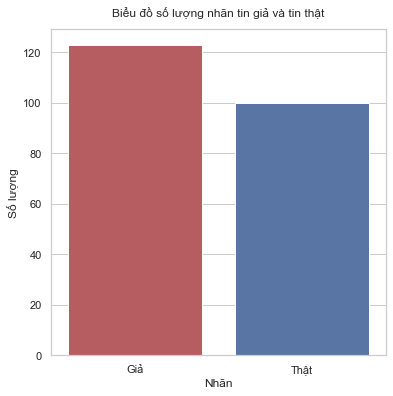 Biểu đồ số lượng nhãn tin giả và tin thật
120
100
80
60
40
20
0
Số lượng
Giả
Thật
Nhãn